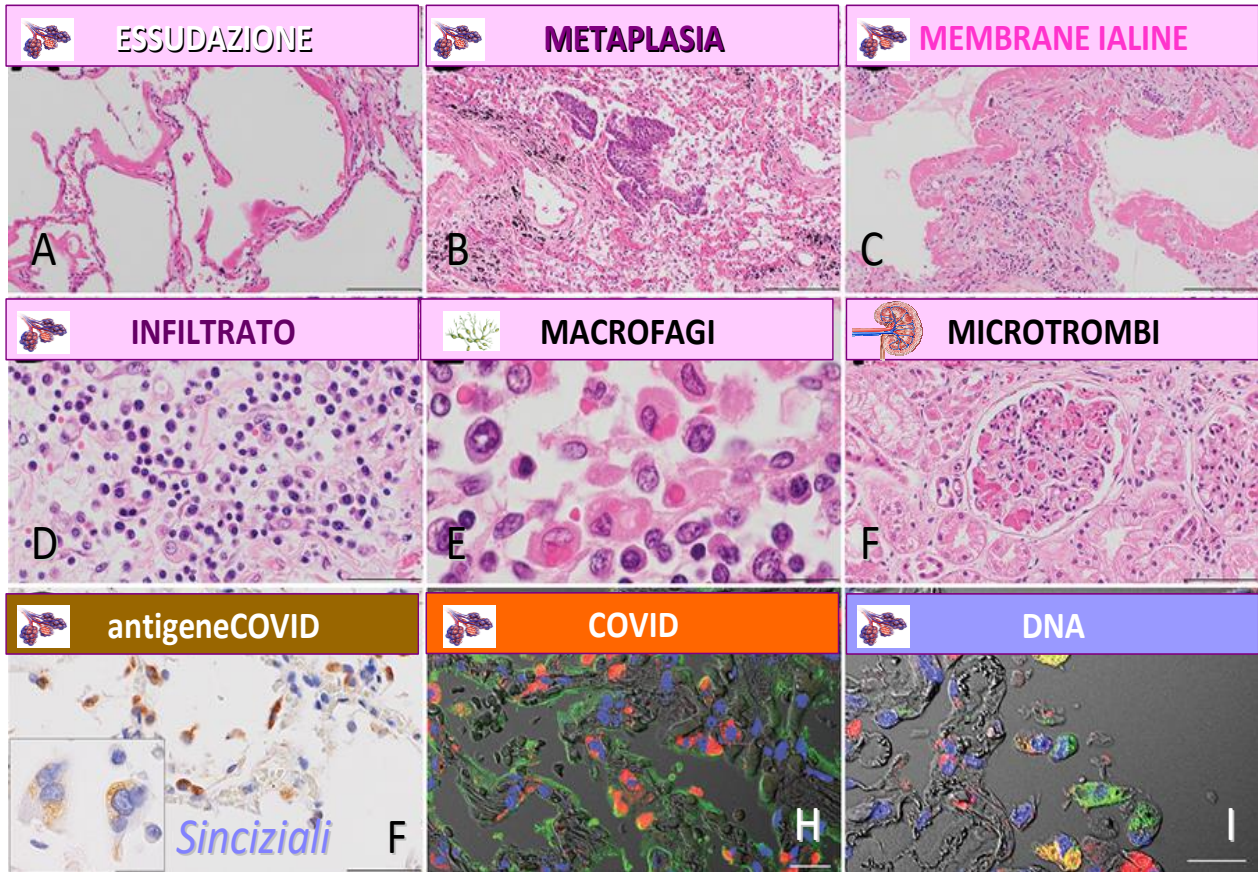 ESSUDAZIONE
METAPLASIA
MEMBRANE IALINE
A
B
C
INFILTRATO
MACROFAGI
MICROTROMBI
D
E
F
antigeneCOVID
COVID
DNA
Sinciziali
F
H
I